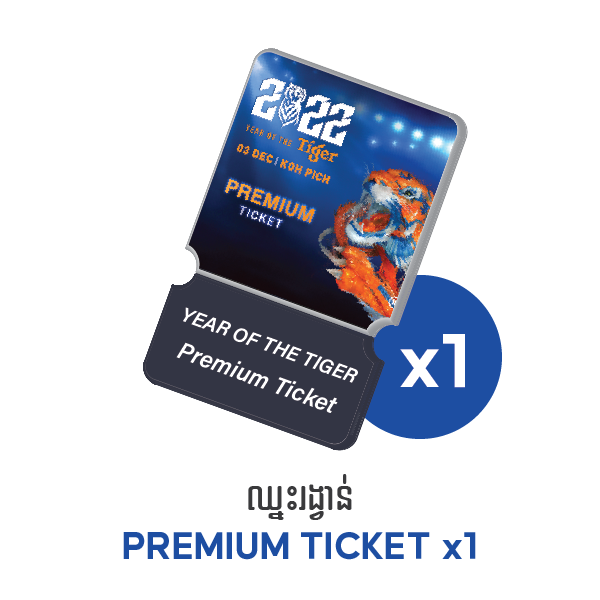 2022
YEAR OF THE Tiger
03 DEC | KOH PICH
PREMIUM
TICKET
YEAR OF THE TIGER
Premium Ticket
x1
ឈ្នះរង្វាន់
PREMIUM TICKET x1